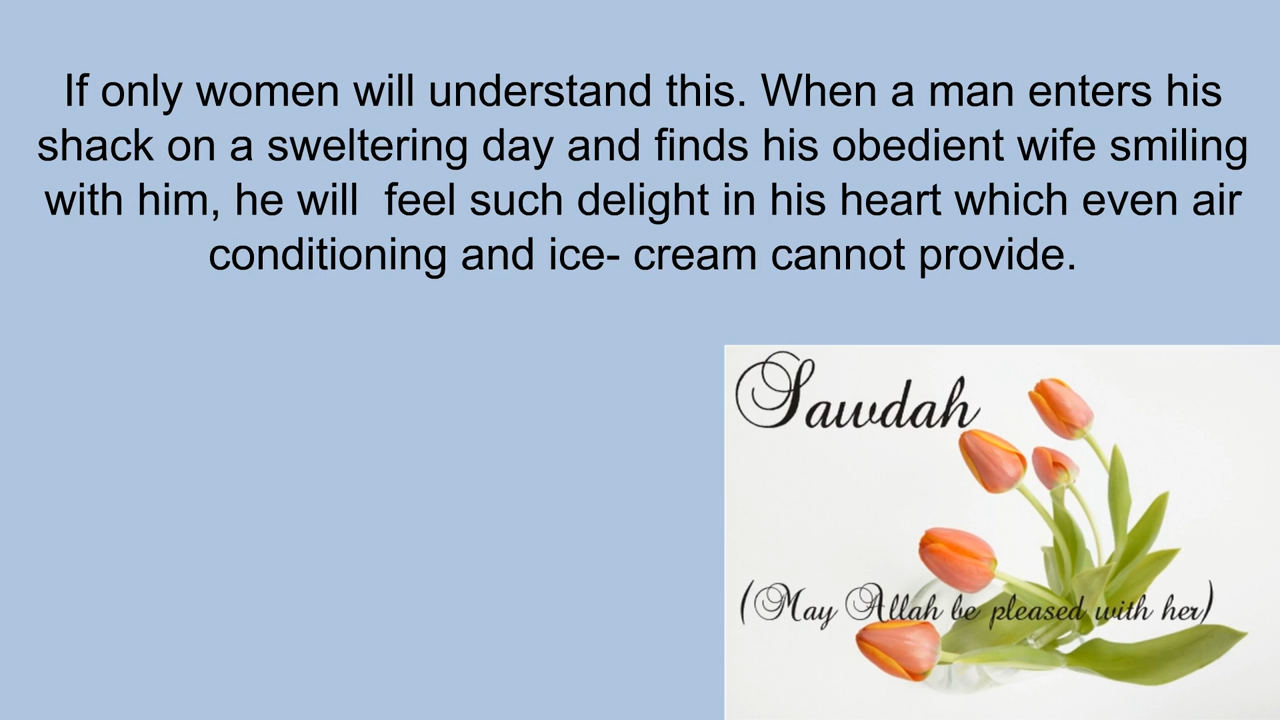 If only women will understand this. When a man enters his
shack on a sweltering day and finds his obedient wife smiling
with him, he will  feel such delight in his heart which even air
conditioning and ice- cream cannot provide.
Sawdah
(May Allah be pleased with her)